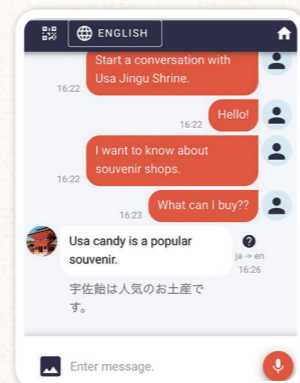 ENGLISH
Start a conversation with
Usa Jingu Shrine.
16:22
Hello!
16:22
I want to know about
souvenir shops.
16:22
What can I buy??
16:23
Usa candy is a popular
souvenir.
ja -> en
16:26
宇佐飴は人気のお土産で
す。
Enter message.